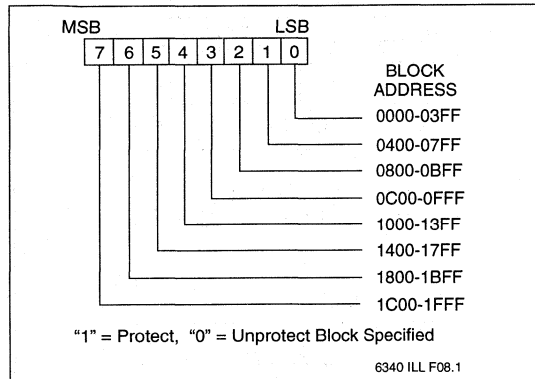 MSB LSB
7 6 5 4 3 2 1 0
BLOCK
ADDRESS
0000-03FF
0400-07FF
0800-0BFF
0C00-0FFF
1000-13FF
1400-17FF
1800-1BFF
1C00-1FFF
“1” = Protect, “0” = Unprotect Block Specified
6340 ILL F08.1